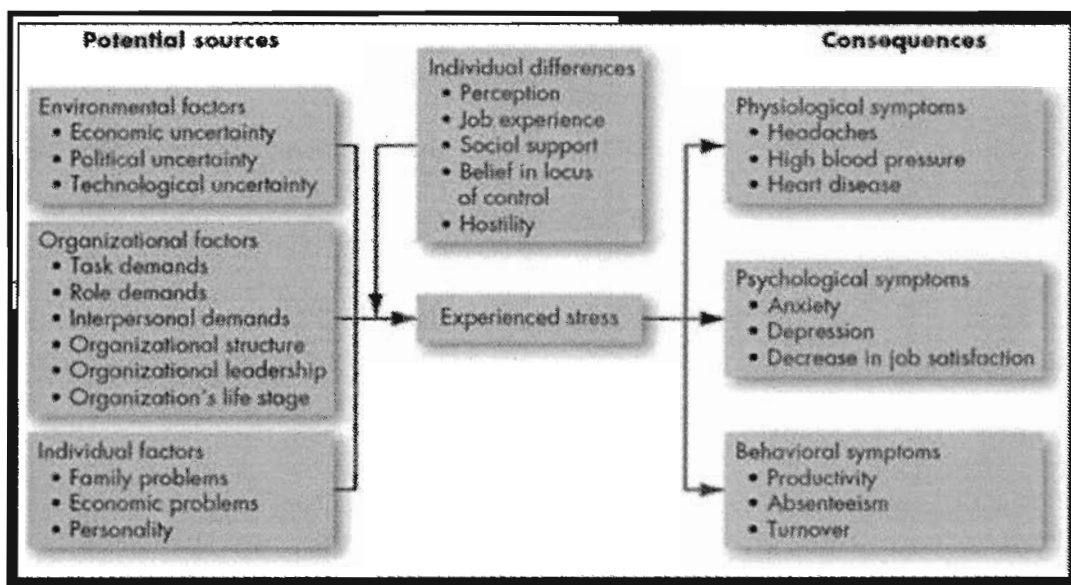 Potential sources
Environmental factors
• Economic uncertainty
• Political uncertainty
• Technological uncertainty
Organizational factors
• Task demands
• Role demands
• Interpersonal demands
• Organizational structure
• Organizational leadership
• Organization's life stage
Individual factors
• Family problems
• Economic problems
• Personality
Individual differences
• Perception
• Job experience
• Social support
• Belief in locus
of control
• Hostility
Experienced stress
Consequences
Physiological symptoms
• Headaches
• High blood pressure
• Heart disease
Psychological symptoms
• Anxiety
• Depression
• Decrease in job satisfaction
Behavioral symptoms
• Productivity
• Absenteeism
• Turnover